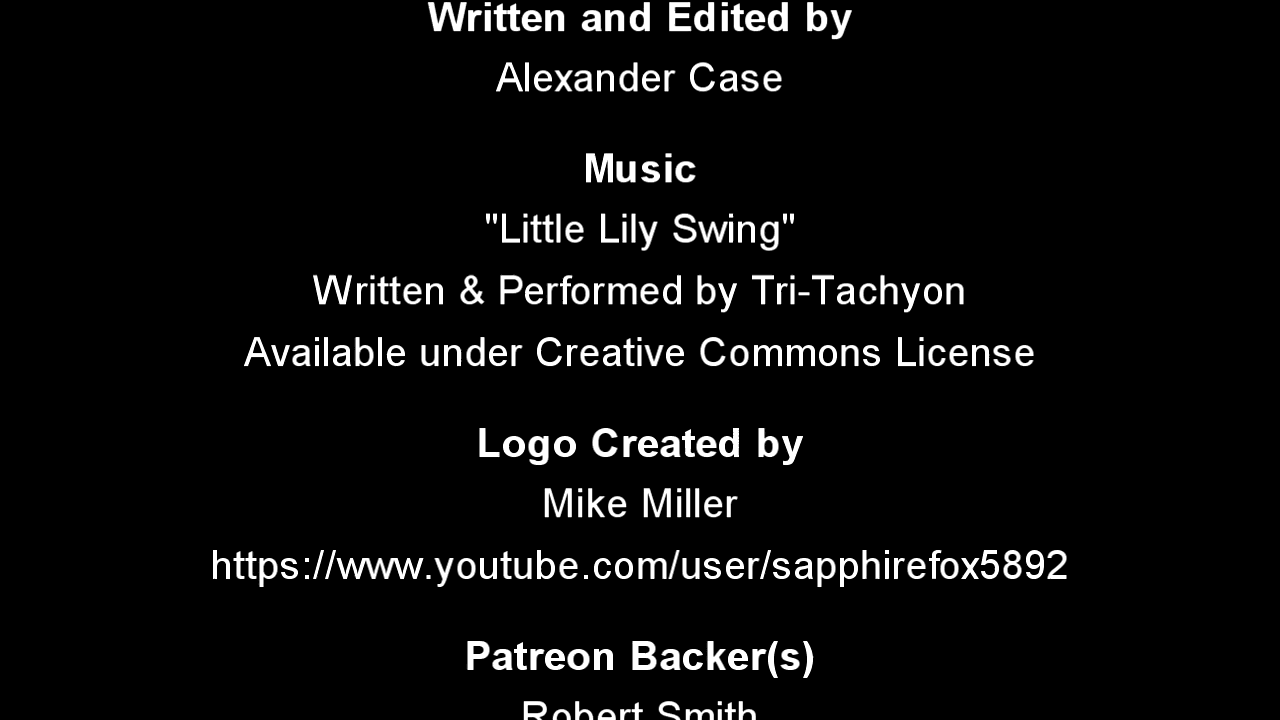 Written and Edited by
Alexander Case
Music
"Little Lily Swing"
Written & Performed by Tri-Tachyon
Available under Creative Commons License
Logo Created by
Mike Miller
https://www.youtube.com/user/sapphirefox5892
Patreon Backer(s)
Robert Smith